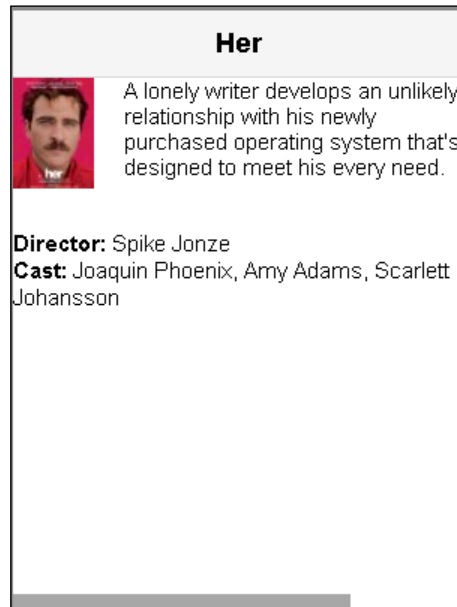 Her
her
A lonely writer develops an unlikely
relationship with his newly
purchased operating system that's
designed to meet his every need.
Director: Spike Jonze
Cast: Joaquin Phoenix, Amy Adams, Scarlett
Johansson